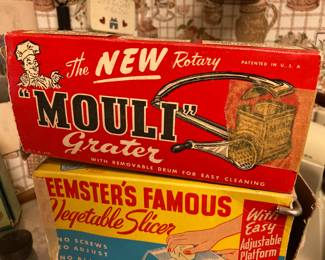 The NEW Rotary
PATENTED IN U.S.A
"MOULI"
Grater
WITH REMOVABLE DRUM FOR EASY CLEANING
EEMSTER'S FAMOUS
Vegetable Slicer
With
Easy
Adjustable
Platform
NO SCREWS
TO ADJUST